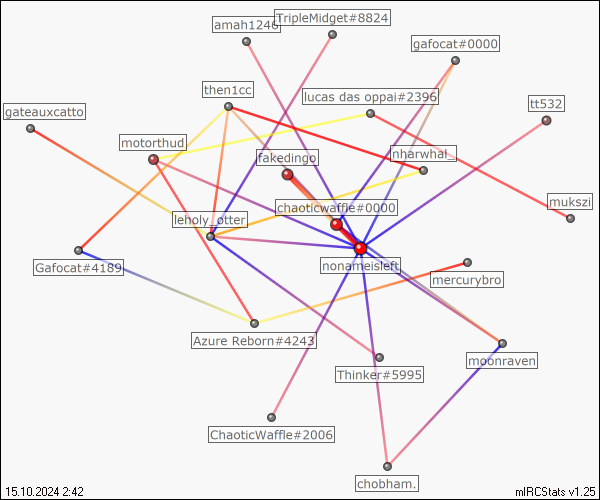 amah1246
TripleMidget#8824
gafocat#0000
then1cc
lucas das oppai#2396
tt532
gateauxcatto
motorthud
fakedingo
nharwhal_
chaoticwaffle#0000
mukszi
leholy_otter
Gafocat#4189
nonameisleft
mercurybro
Azure Reborn#4243
moonraven
Thinker#5995
ChaoticWaffle#2006
chobham.
15.10.2024 2:42
mIRCStats v1.25